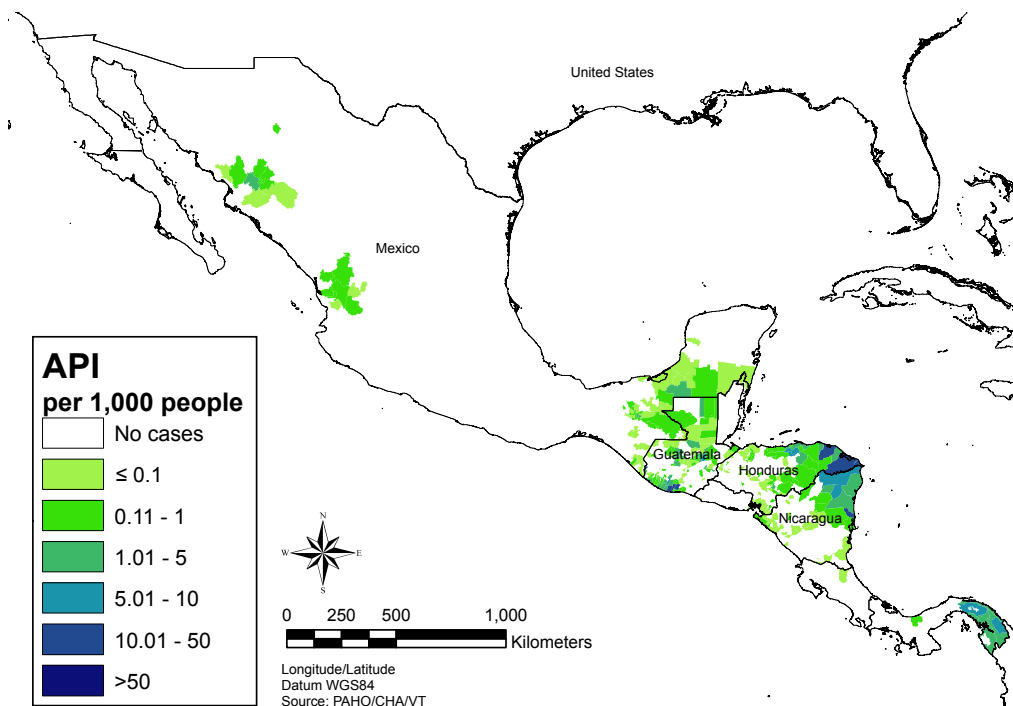 United States
Mexico
Guatemala
Honduras
Nicaragua
API
per 1,000 people
No cases
≤ 0.1
0.11 - 1
1.01 - 5
5.01 - 10
10.01 - 50
>50
N
W
E
S
0
250
500
1,000
Kilometers
Longitude/Latitude
Datum WGS84
Source: PAHO/CHA/VT